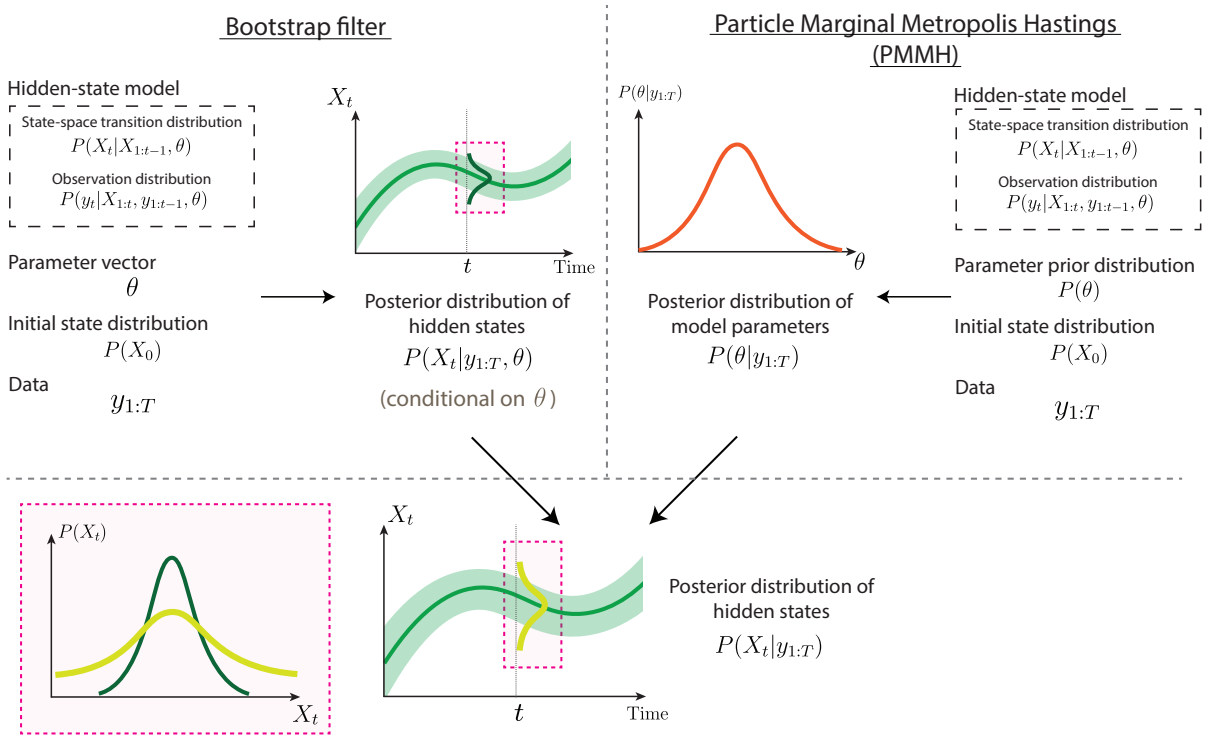 Bootstrap filter
Hidden-state model
State-space transition distribution
P(X_t|X_{1:t−1}, θ)
Observation distribution
P(y_t|X_{1:t}, y_{1:t−1}, θ)
Parameter vector
θ
Initial state distribution
P(X_0)
Data
y_{1:T}
X_t
t
Time
Posterior distribution of
hidden states
P(X_t|y_{1:T}, θ)
(conditional on θ )
Particle Marginal Metropolis Hastings
(PMMH)
P(θ|y_{1:T})
θ
Posterior distribution of
model parameters
P(θ|y_{1:T})
Hidden-state model
State-space transition distribution
P(X_t|X_{1:t−1}, θ)
Observation distribution
P(y_t|X_{1:t}, y_{1:t−1}, θ)
Parameter prior distribution
P(θ)
Initial state distribution
P(X_0)
Data
y_{1:T}
P(X_t)
X_t
X_t
t
Time
Posterior distribution of
hidden states
P(X_t|y_{1:T})